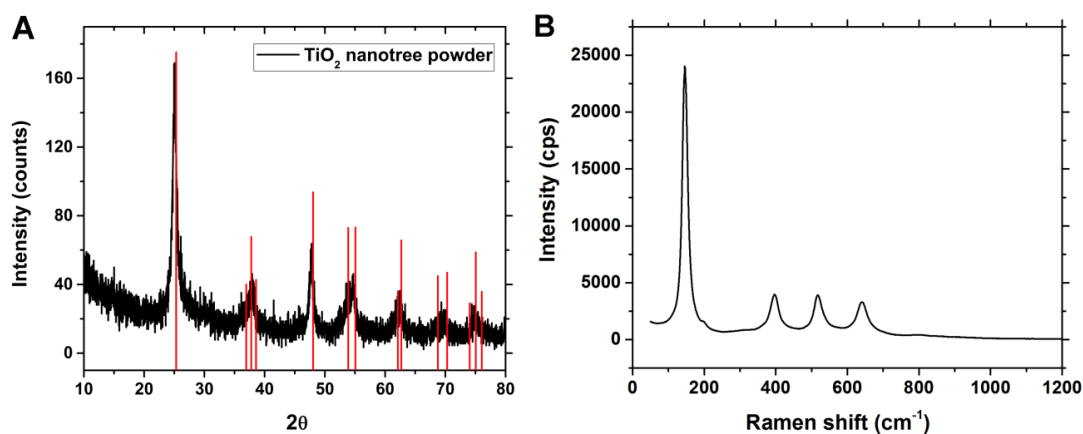 A
TiO2 nanotree powder
Intensity (counts)
160
120
80
40
0
10 20 30 40 50 60 70 80
2θ
B
Intensity (cps)
25000
20000
15000
10000
5000
0
0 200 400 600 800 1000 1200
Ramen shift (cm-1)